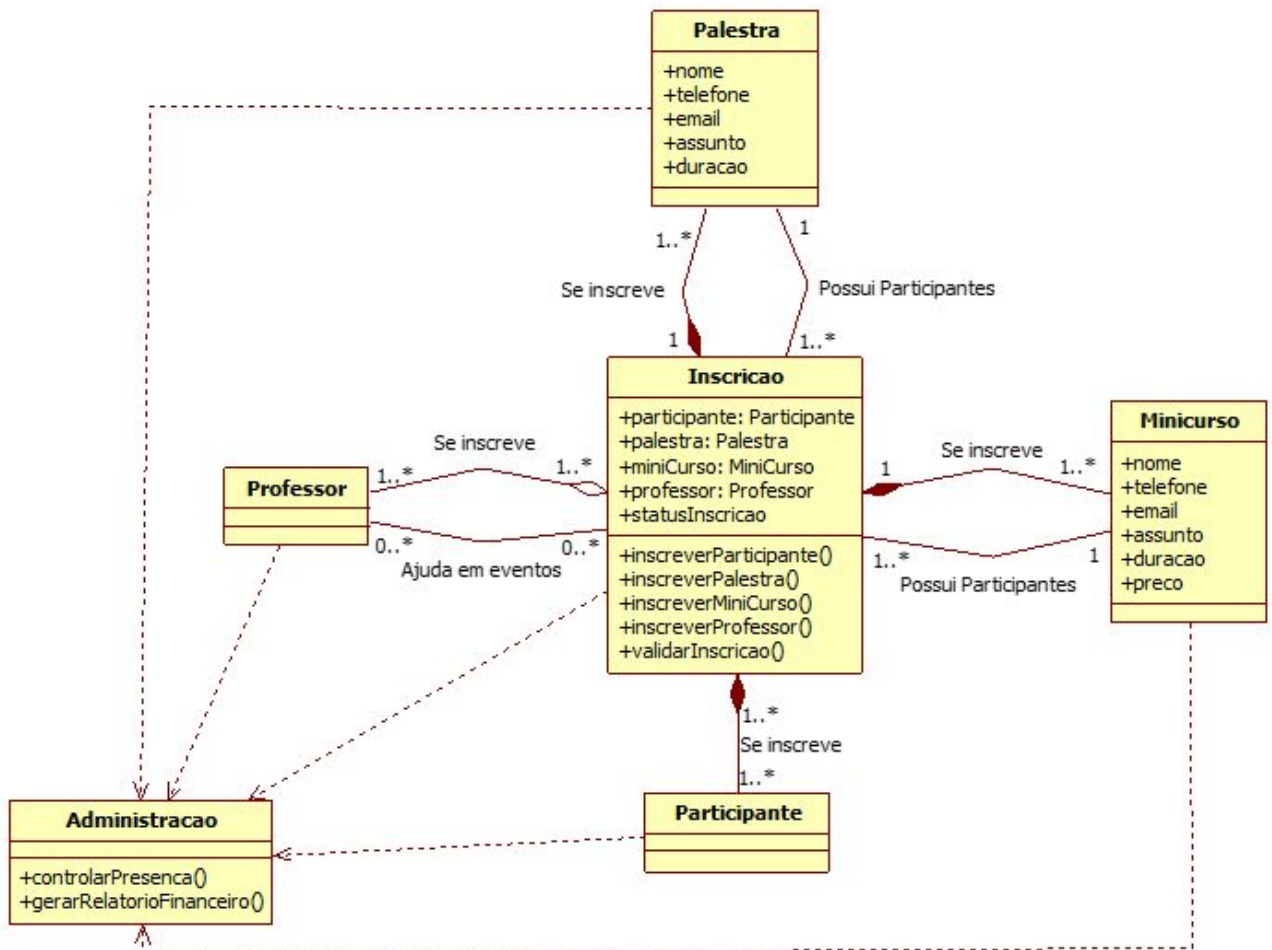 Palestra
+nome
+telefone
+email
+assunto
+duracao
1..*
1
Se inscreve
Possui Participantes
1
1..*
Inscricao
+participante: Participante
+palestra: Palestra
+miniCurso: MiniCurso
+professor: Professor
+statusInscricao
+inscreverParticipante()
+inscreverPalestra()
+inscreverMiniCurso()
+inscreverProfessor()
+validarInscricao()
Se inscreve
1..*
1..*
Professor
0..*
0..*
Ajuda em eventos
1
Se inscreve
1..*
1..*
1
Possui Participantes
Minicurso
+nome
+telefone
+email
+assunto
+duracao
+preco
1..*
Se inscreve
1..*
Participante
Administracao
+controlarPresenca()
+gerarRelatorioFinanceiro()